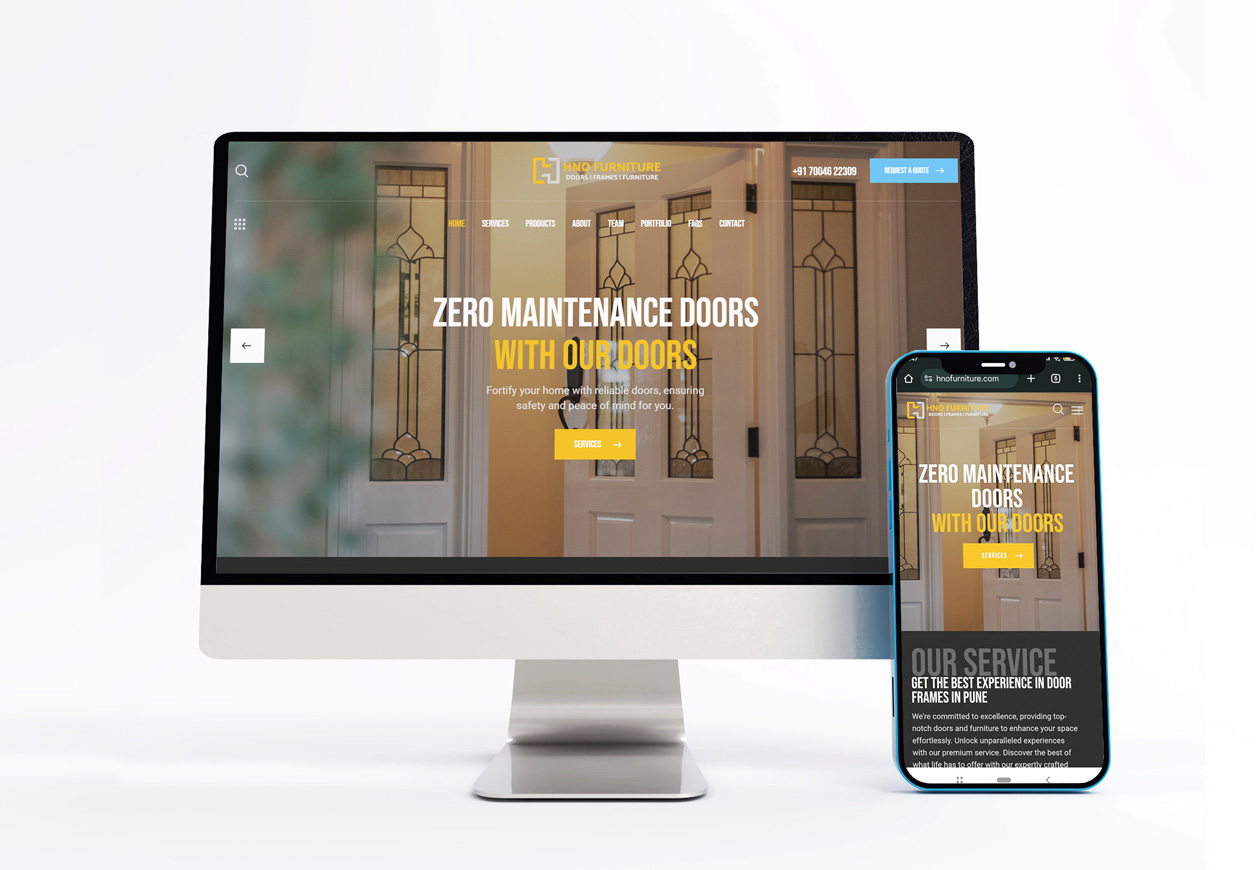 HNO FURNITURE
DOORS | FRAMES | FURNITURE
+91 70046 22309
REQUEST A QUOTE
HOME SERVICES PRODUCTS ABOUT TEAM PORTFOLIO FAQS CONTACT
ZERO MAINTENANCE DOORS
WITH OUR DOORS
Fortify your home with reliable doors, ensuring
safety and peace of mind for you.
SERVICES
hnofurniture.com
HNO FURNITURE
DOORS | FRAMES | FURNITURE
ZERO MAINTENANCE
DOORS
WITH OUR DOORS
SERVICES
OUR SERVICE
GET THE BEST EXPERIENCE IN DOOR
FRAMES IN PUNE
We're committed to excellence, providing top-
notch doors and furniture to enhance your space
effortlessly. Unlock unparalleled experiences
with our premium service. Discover the best of
what life has to offer with our expertly crafted